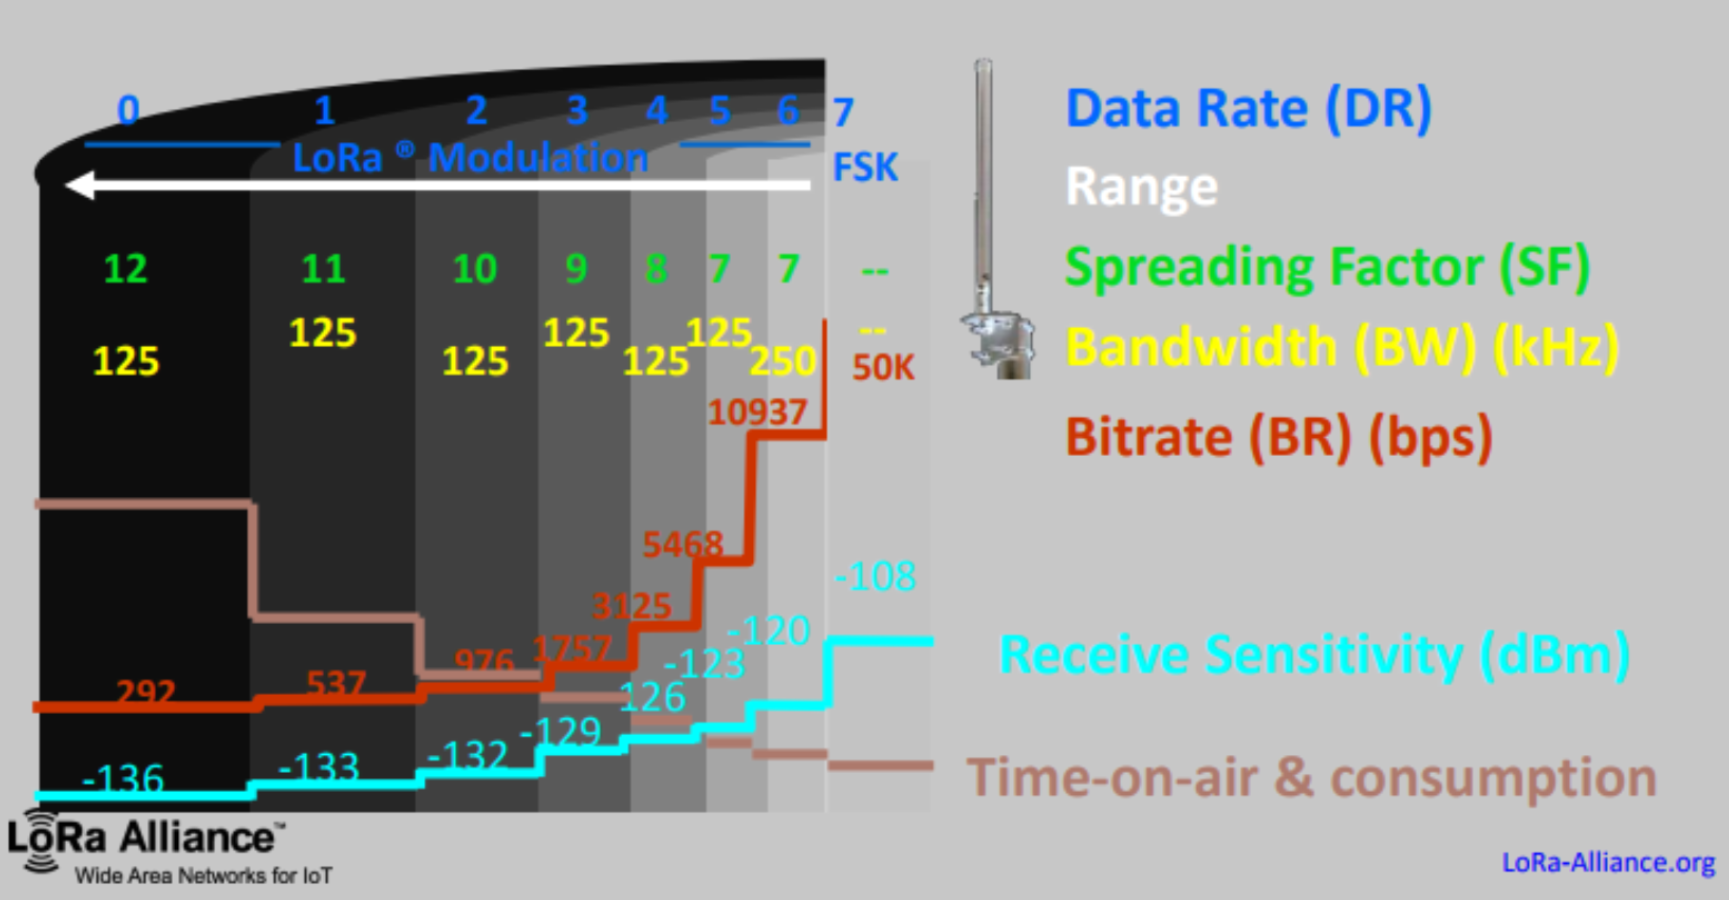 0 1 2 3 4 5 6 7
LoRa ® Modulation FSK
Data Rate (DR)
Range
12 11 10 9 8 7 7 --
Spreading Factor (SF)
125 125 125 125 125 125 250 --
Bandwidth (BW) (kHz)
292 537 976 1757 3125 5468 10937 50K
Bitrate (BR) (bps)
-136 -133 -132 -129 126 -123 -120 -108
Receive Sensitivity (dBm)
Time-on-air & consumption
LoRa Alliance™
Wide Area Networks for IoT
LoRa-Alliance.org